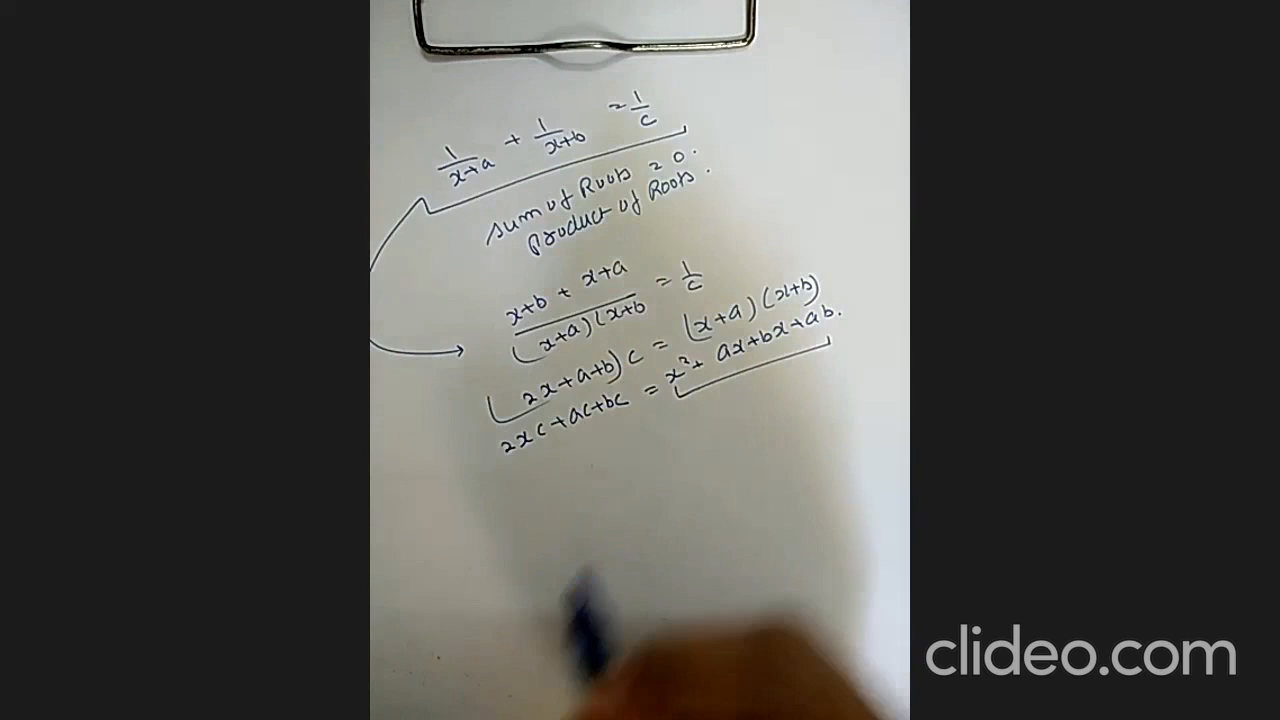 1/(x+a) + 1/(x+b) = 1/c
Sum of Roots = 0.
Product of Roots.
(x+b + x+a)/((x+a)(x+b) = 1/c
(2x+a+b)c = (x+a)(x+b)
2xc+ac+bc = x²+ ax+bx+ab.
clideo.com